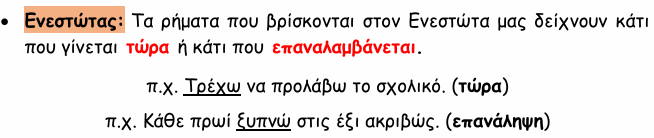 • Ενεστώτας: Τα ρήματα που βρίσκονται στον Ενεστώτα μας δείχνουν κάτι
που γίνεται τώρα ή κάτι που επαναλαμβάνεται.
π.χ. Τρέχω να προλάβω το σχολικό. (τώρα)
π.χ. Κάθε πρωί ξυπνώ στις έξι ακριβώς. (επανάληψη)